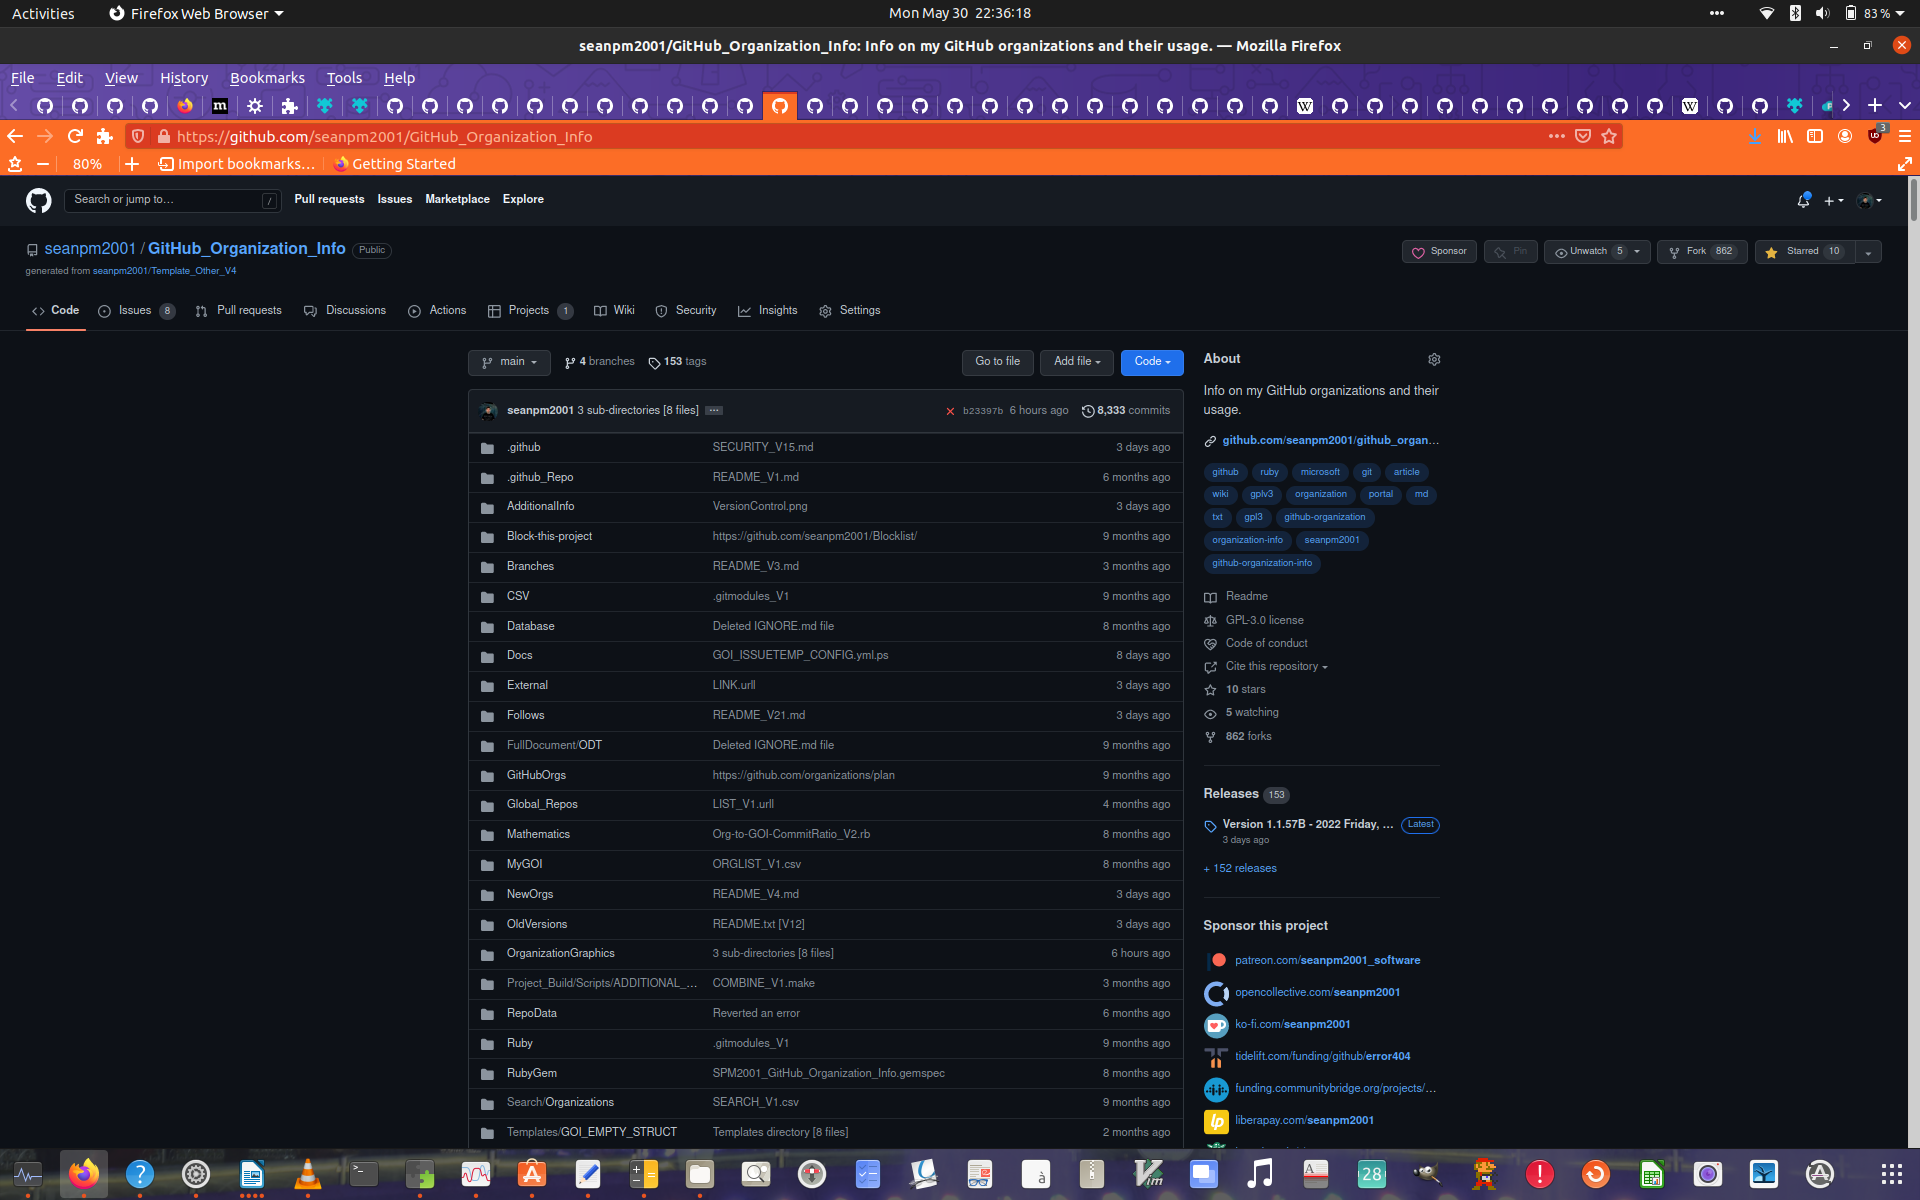 Activities Firefox Web Browser Mon May 30 22:36:18 83 %
seanpm2001/GitHub_Organization_Info: Info on my GitHub organizations and their usage. — Mozilla Firefox
File Edit View History Bookmarks Tools Help
https://github.com/seanpm2001/GitHub_Organization_Info 3
80% Import bookmarks... Getting Started
Search or jump to... / Pull requests Issues Marketplace Explore
seanpm2001 / GitHub_Organization_Info Public Sponsor Pin Unwatch 5 Fork 862 Starred 10
generated from seanpm2001/Template_Other_V4
Code Issues 8 Pull requests Discussions Actions Projects 1 Wiki Security Insights Settings
main 4 branches 153 tags Go to file Add file Code
seanpm2001 3 sub-directories [8 files] ... b23397b 6 hours ago 8,333 commits
.github SECURITY_V15.md 3 days ago
.github_Repo README_V1.md 6 months ago
AdditionalInfo VersionControl.png 3 days ago
Block-this-project https://github.com/seanpm2001/Blocklist/ 9 months ago
Branches README_V3.md 3 months ago
CSV .gitmodules_V1 9 months ago
Database Deleted IGNORE.md file 8 months ago
Docs GOI_ISSUETEMP_CONFIG.yml.ps 8 days ago
External LINK.urll 3 days ago
Follows README_V21.md 3 days ago
FullDocument/ODT Deleted IGNORE.md file 9 months ago
GitHubOrgs https://github.com/organizations/plan 9 months ago
Global_Repos LIST_V1.urll 4 months ago
Mathematics Org-to-GOI-CommitRatio_V2.rb 8 months ago
MyGOI ORGLIST_V1.csv 8 months ago
NewOrgs README_V4.md 3 days ago
OldVersions README.txt [V12] 3 days ago
OrganizationGraphics 3 sub-directories [8 files] 6 hours ago
Project_Build/Scripts/ADDITIONAL_... COMBINE_V1.make 3 months ago
RepoData Reverted an error 6 months ago
Ruby .gitmodules_V1 9 months ago
RubyGem SPM2001_GitHub_Organization_Info.gemspec 8 months ago
Search/Organizations SEARCH_V1.csv 9 months ago
Templates/GOI_EMPTY_STRUCT Templates directory [8 files] 2 months ago
About
Info on my GitHub organizations and their
usage.
github.com/seanpm2001/github_organ...
github ruby microsoft git article
wiki gplv3 organization portal md
txt gpl3 github-organization
organization-info seanpm2001
github-organization-info
Readme
GPL-3.0 license
Code of conduct
Cite this repository
10 stars
5 watching
862 forks
Releases 153
Version 1.1.57B - 2022 Friday, ... Latest
3 days ago
+ 152 releases
Sponsor this project
patreon.com/seanpm2001_software
opencollective.com/seanpm2001
ko-fi.com/seanpm2001
tidelift.com/funding/github/error404
funding.communitybridge.org/projects/...
liberapay.com/seanpm2001
28